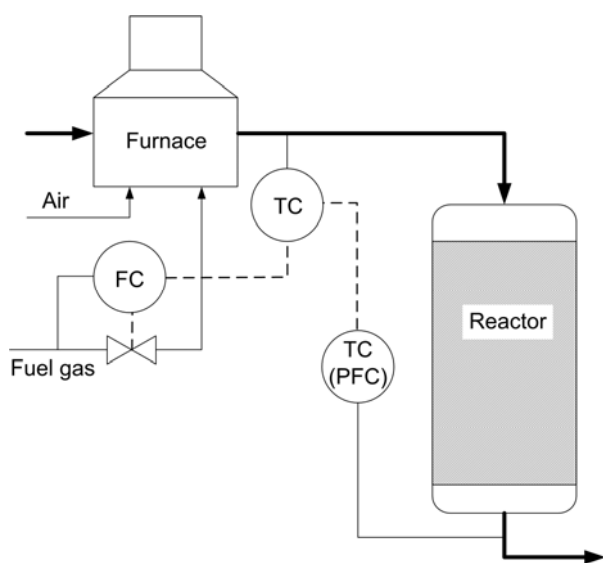 Furnace
Air
TC
FC
Reactor
TC
(PFC)
Fuel gas